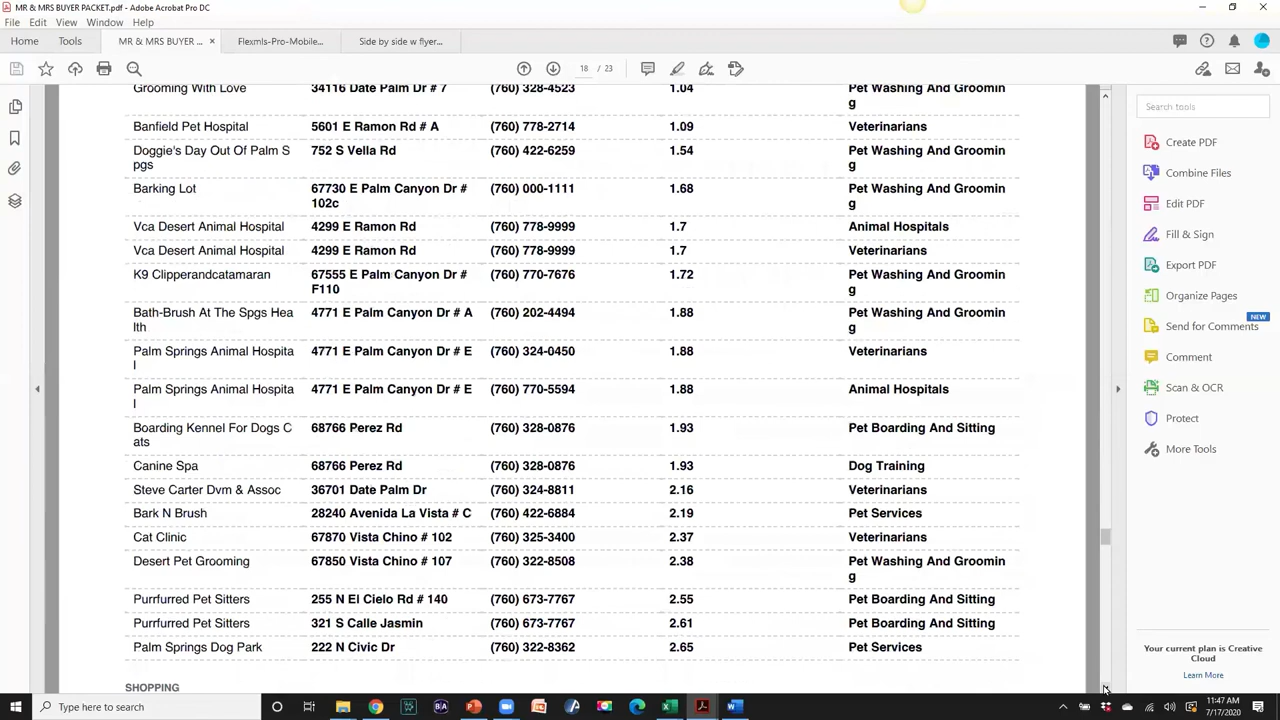 MR & MRS BUYER PACKET.pdf - Adobe Acrobat Pro DC
File Edit View Window Help
Home Tools MR & MRS BUYER ... × Flexmls-Pro-Mobile... Side by side w flyer...
18 / 23
Grooming With Love 34116 Date Palm Dr # 7 (760) 328-4523 1.04 Pet Washing And Groomin
g
Banfield Pet Hospital 5601 E Ramon Rd # A (760) 778-2714 1.09 Veterinarians
Doggie's Day Out Of Palm S 752 S Vella Rd (760) 422-6259 1.54 Pet Washing And Groomin
pgs g
Barking Lot 67730 E Palm Canyon Dr # (760) 000-1111 1.68 Pet Washing And Groomin
102c g
Vca Desert Animal Hospital 4299 E Ramon Rd (760) 778-9999 1.7 Animal Hospitals
Vca Desert Animal Hospital 4299 E Ramon Rd (760) 778-9999 1.7 Veterinarians
K9 Clipperandcatamaran 67555 E Palm Canyon Dr # (760) 770-7676 1.72 Pet Washing And Groomin
F110 g
Bath-Brush At The Spgs Hea 4771 E Palm Canyon Dr # A (760) 202-4494 1.88 Pet Washing And Groomin
lth g
Palm Springs Animal Hospita 4771 E Palm Canyon Dr # E (760) 324-0450 1.88 Veterinarians
l
Palm Springs Animal Hospita 4771 E Palm Canyon Dr # E (760) 770-5594 1.88 Animal Hospitals
l
Boarding Kennel For Dogs C 68766 Perez Rd (760) 328-0876 1.93 Pet Boarding And Sitting
ats
Canine Spa 68766 Perez Rd (760) 328-0876 1.93 Dog Training
Steve Carter Dvm & Assoc 36701 Date Palm Dr (760) 324-8811 2.16 Veterinarians
Bark N Brush 28240 Avenida La Vista # C (760) 422-6884 2.19 Pet Services
Cat Clinic 67870 Vista Chino # 102 (760) 325-3400 2.37 Veterinarians
Desert Pet Grooming 67850 Vista Chino # 107 (760) 322-8508 2.38 Pet Washing And Groomin
g
Purrfurred Pet Sitters 255 N El Cielo Rd # 140 (760) 673-7767 2.55 Pet Boarding And Sitting
Purrfurred Pet Sitters 321 S Calle Jasmin (760) 673-7767 2.61 Pet Boarding And Sitting
Palm Springs Dog Park 222 N Civic Dr (760) 322-8362 2.65 Pet Services
SHOPPING
Search tools
Create PDF
Combine Files
Edit PDF
Fill & Sign
Export PDF
Organize Pages
NEW
Send for Comments
Comment
Scan & OCR
Protect
More Tools
Your current plan is Creative
Cloud
Learn More
Type here to search
11:47 AM
7/17/2020